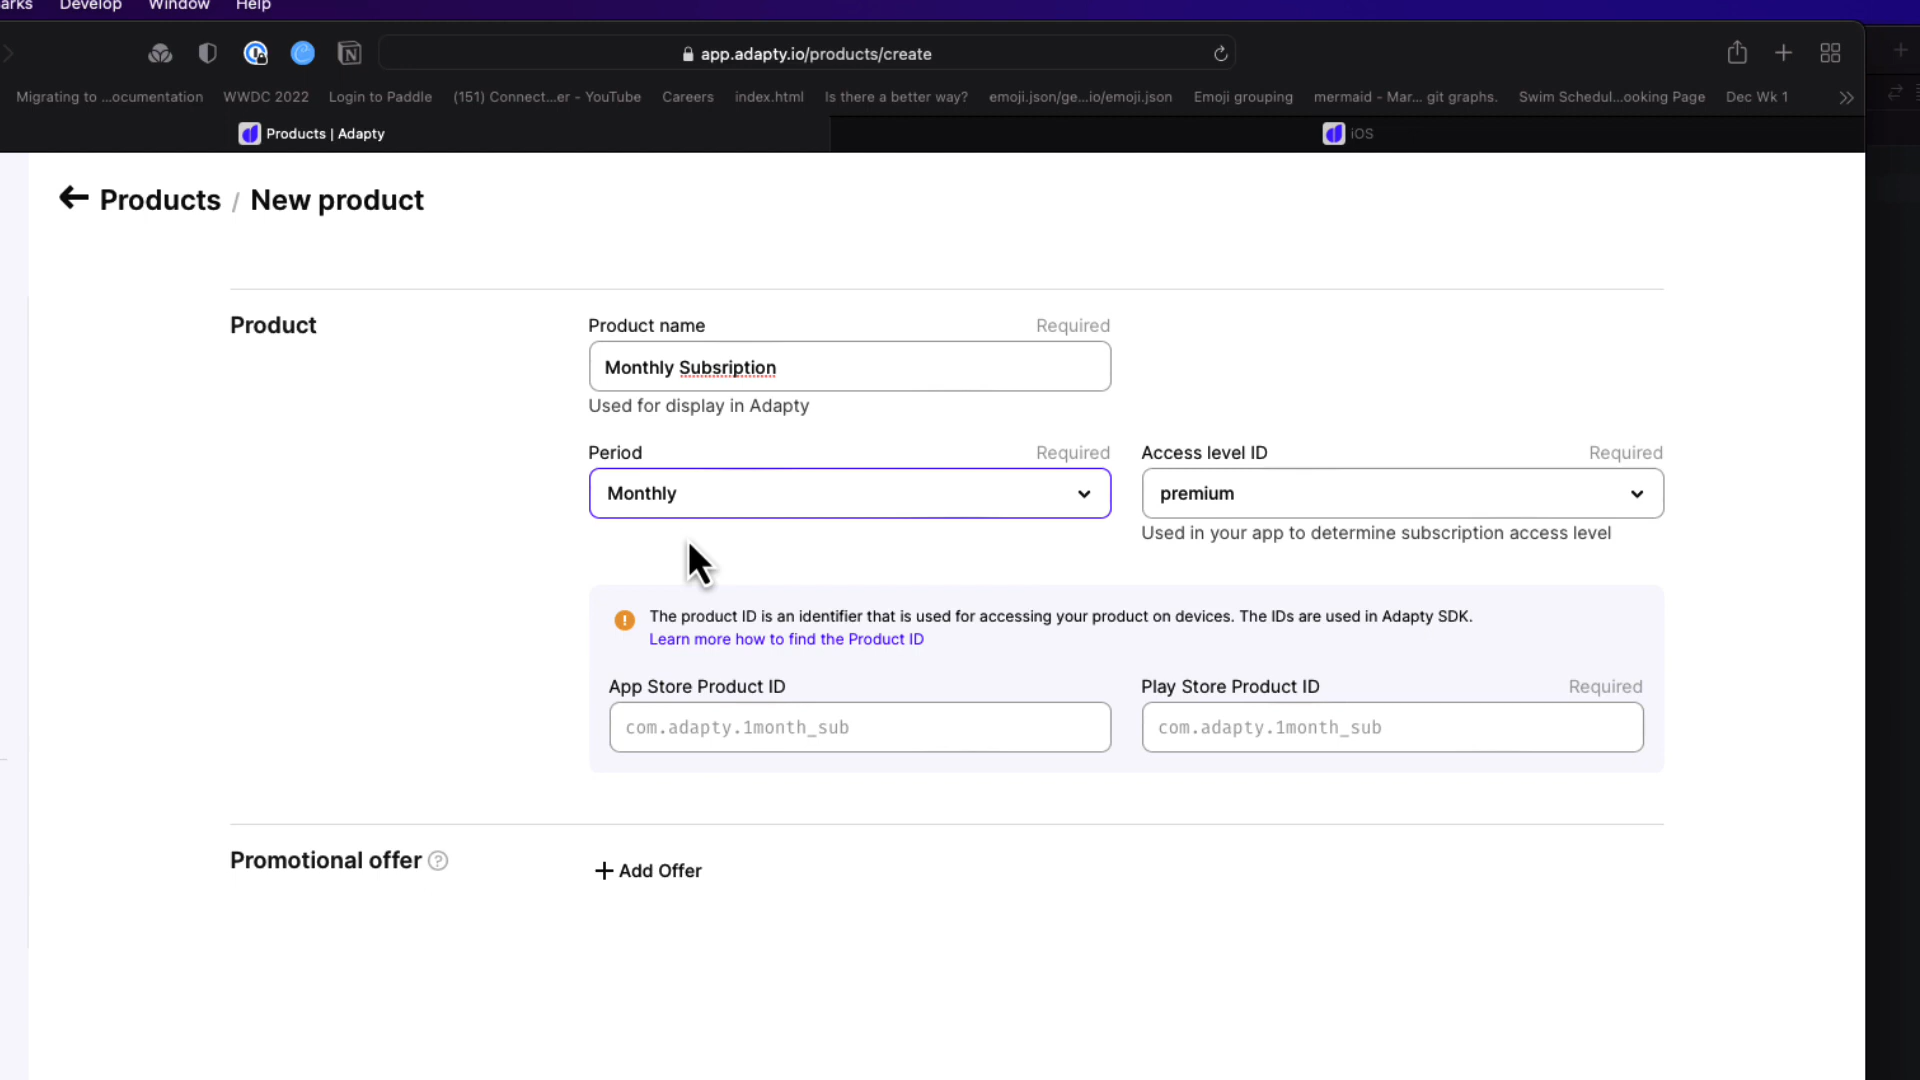 arks Develop Window Help
app.adapty.io/products/create
Migrating to ...ocumentation WWDC 2022 Login to Paddle (151) Connect...er - YouTube Careers index.html Is there a better way? emoji.json/ge...io/emoji.json Emoji grouping mermaid - Mar... git graphs. Swim Schedul...ooking Page Dec Wk 1
Products | Adapty iOS
Products / New product
Product
Product name Required
Monthly Subsription
Used for display in Adapty
Period Required Access level ID Required
Monthly premium
Used in your app to determine subscription access level
The product ID is an identifier that is used for accessing your product on devices. The IDs are used in Adapty SDK.
Learn more how to find the Product ID
App Store Product ID Play Store Product ID Required
com.adapty.1month_sub com.adapty.1month_sub
Promotional offer ? + Add Offer